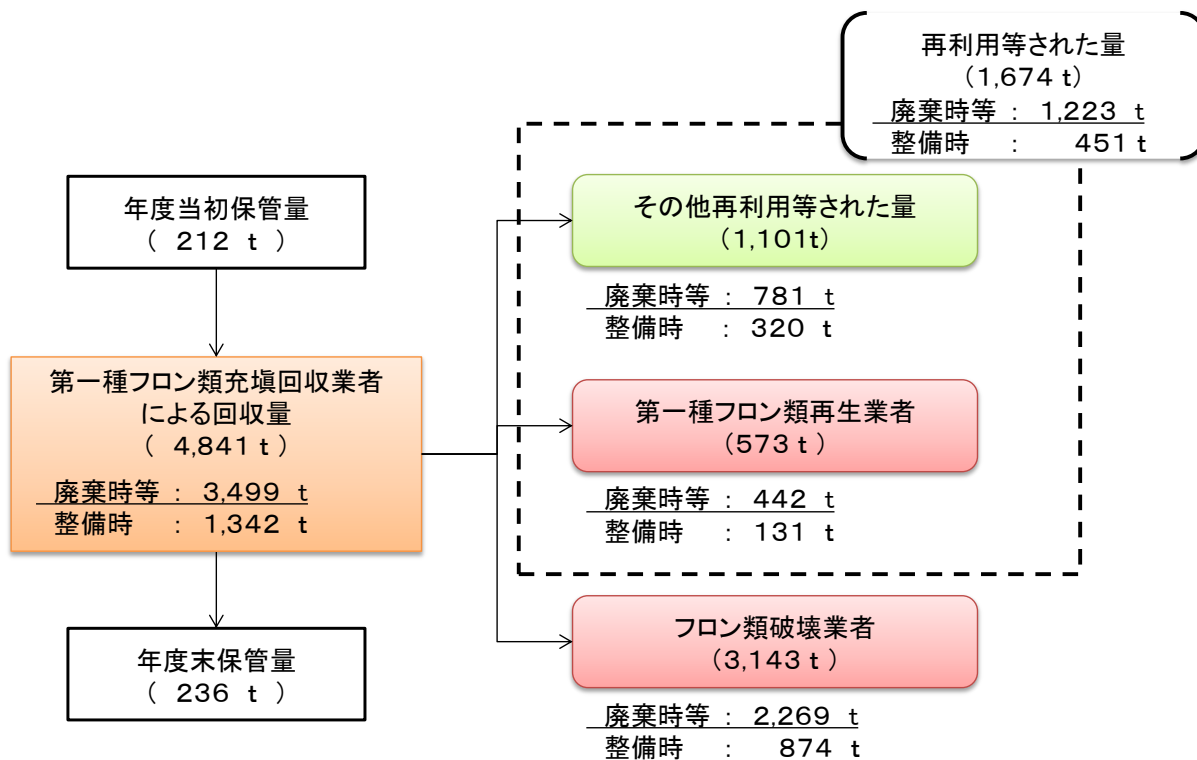 再利用等された量
(1,674 t)
廃棄時等 : 1,223 t
整備時 : 451 t
年度当初保管量
( 212 t )
その他再利用等された量
(1,101t)
廃棄時等 : 781 t
整備時 : 320 t
第一種フロン類充塡回収業者
による回収量
( 4,841 t )
廃棄時等 : 3,499 t
整備時 : 1,342 t
第一種フロン類再生業者
(573 t )
廃棄時等 : 442 t
整備時 : 131 t
年度末保管量
( 236 t )
フロン類破壊業者
(3,143 t )
廃棄時等 : 2,269 t
整備時 : 874 t